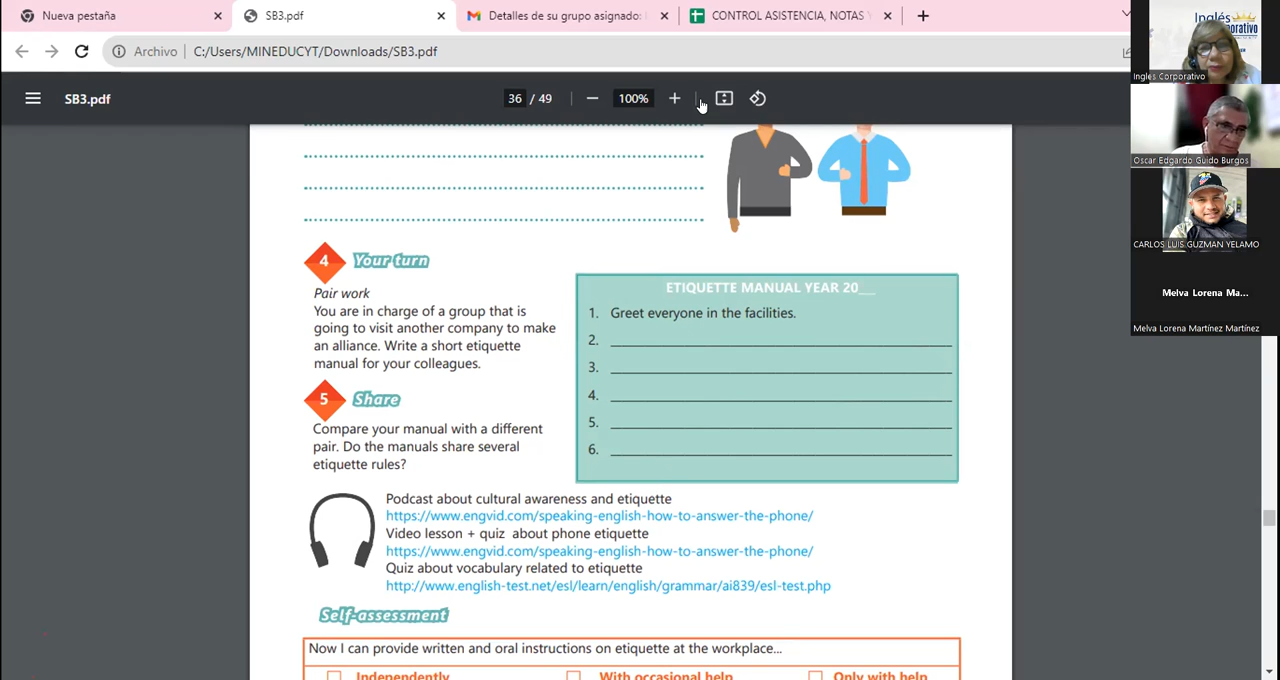 Nueva pestaña
SB3.pdf
Detalles de su grupo asignado:
CONTROL ASISTENCIA, NOTAS Y
Archivo
C:/Users/MINEDUCYT/Downloads/SB3.pdf
SB3.pdf
36 / 49
100%
4 Your turn
Pair work
You are in charge of a group that is
going to visit another company to make
an alliance. Write a short etiquette
manual for your colleagues.
5 Share
Compare your manual with a different
pair. Do the manuals share several
etiquette rules?
ETIQUETTE MANUAL YEAR 20__
1. Greet everyone in the facilities.
2.
3.
4.
5.
6.
Podcast about cultural awareness and etiquette
https://www.engvid.com/speaking-english-how-to-answer-the-phone/
Video lesson + quiz about phone etiquette
https://www.engvid.com/speaking-english-how-to-answer-the-phone/
Quiz about vocabulary related to etiquette
http://www.english-test.net/esl/learn/english/grammar/ai839/esl-test.php
Self-assessment
Now I can provide written and oral instructions on etiquette at the workplace...
Independently
With occasional help
Only with help
Inglés
Ingles Corporativo
Oscar Edgardo Guido Burgos
CARLOS LUIS GUZMAN YELAMO
Melva Lorena Ma...
Melva Lorena Martínez Martínez